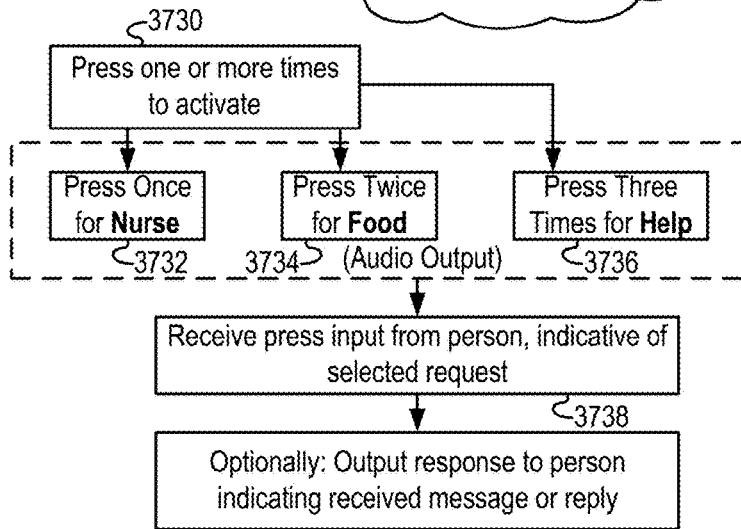 3730
Press one or more times
to activate
Press Once
for Nurse
Press Twice
for Food
Press Three
Times for Help
3732
3734
(Audio Output)
3736
Receive press input from person, indicative of
selected request
3738
Optionally: Output response to person
indicating received message or reply